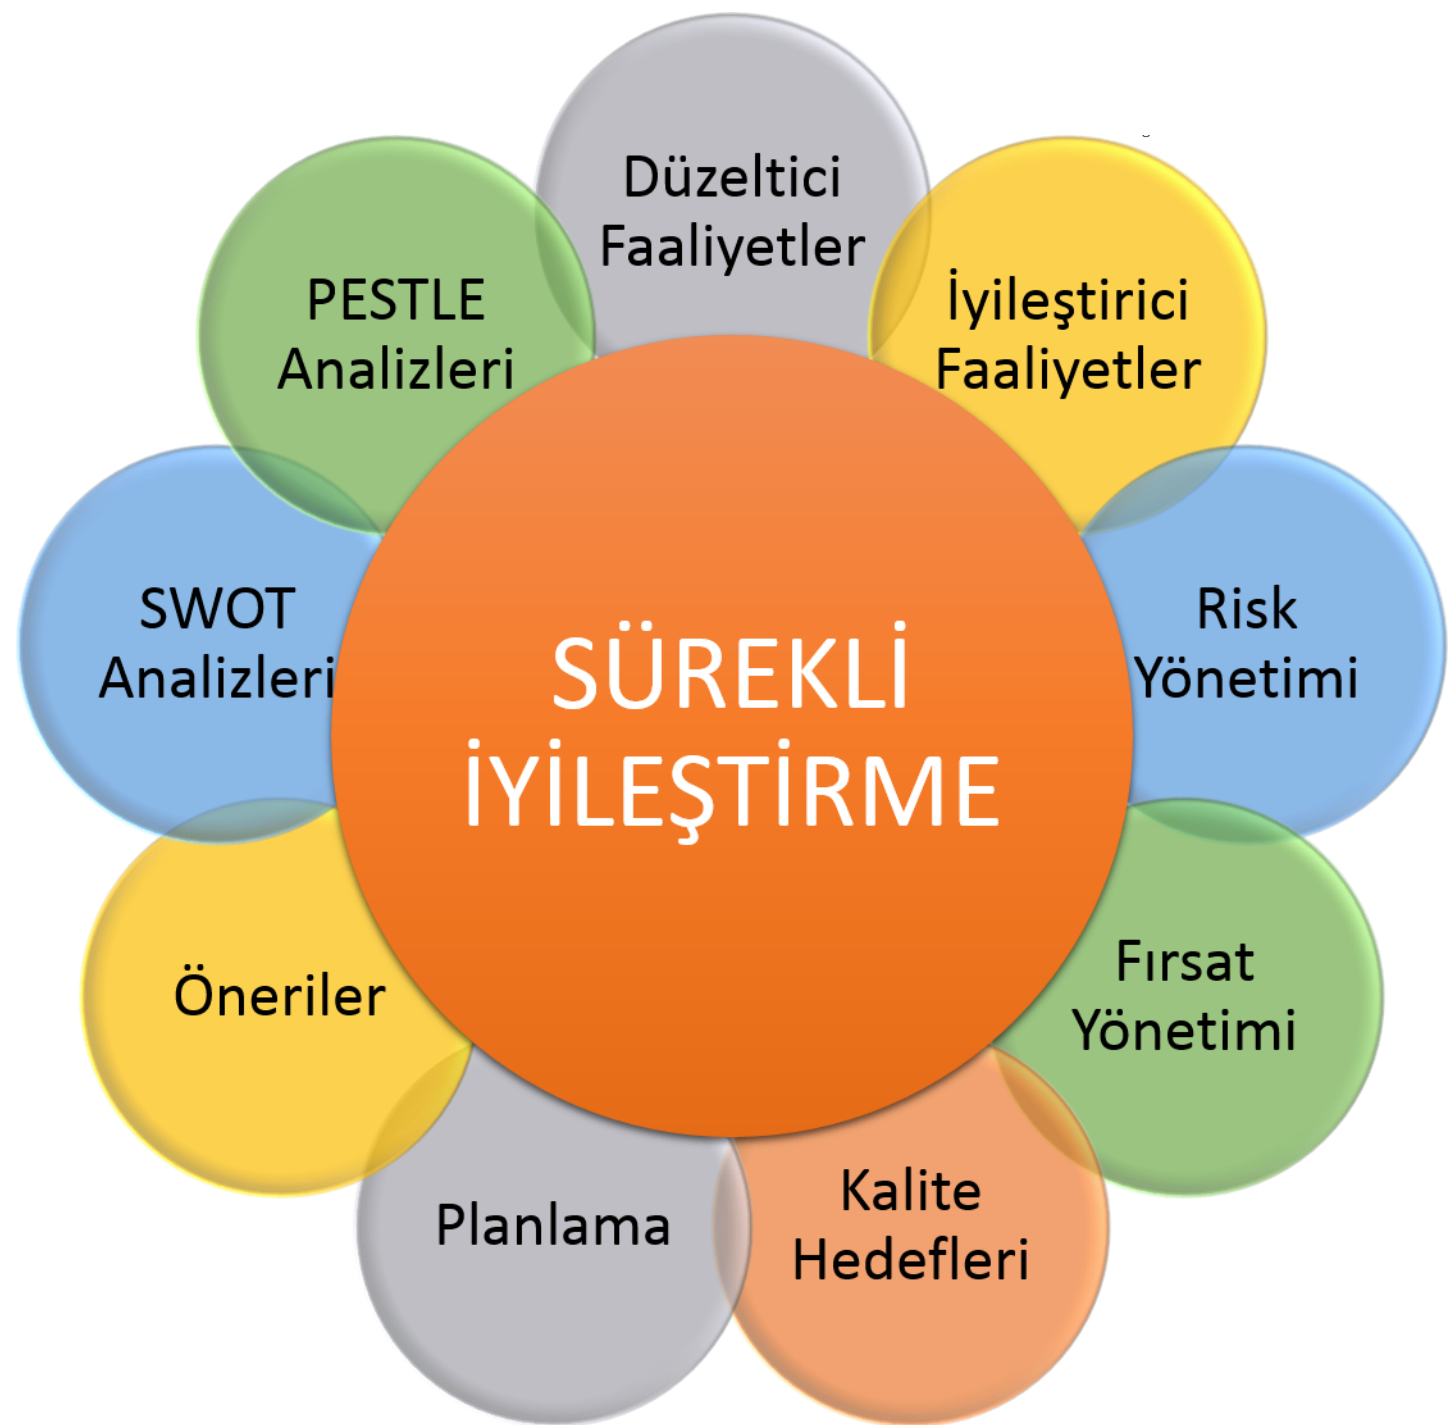 Düzeltici
Faaliyetler
İyileştirici
Faaliyetler
Risk
Yönetimi
Fırsat
Yönetimi
Kalite
Hedefleri
Planlama
Öneriler
SWOT
Analizleri
PESTLE
Analizleri
SÜREKLİ
İYİLEŞTİRME